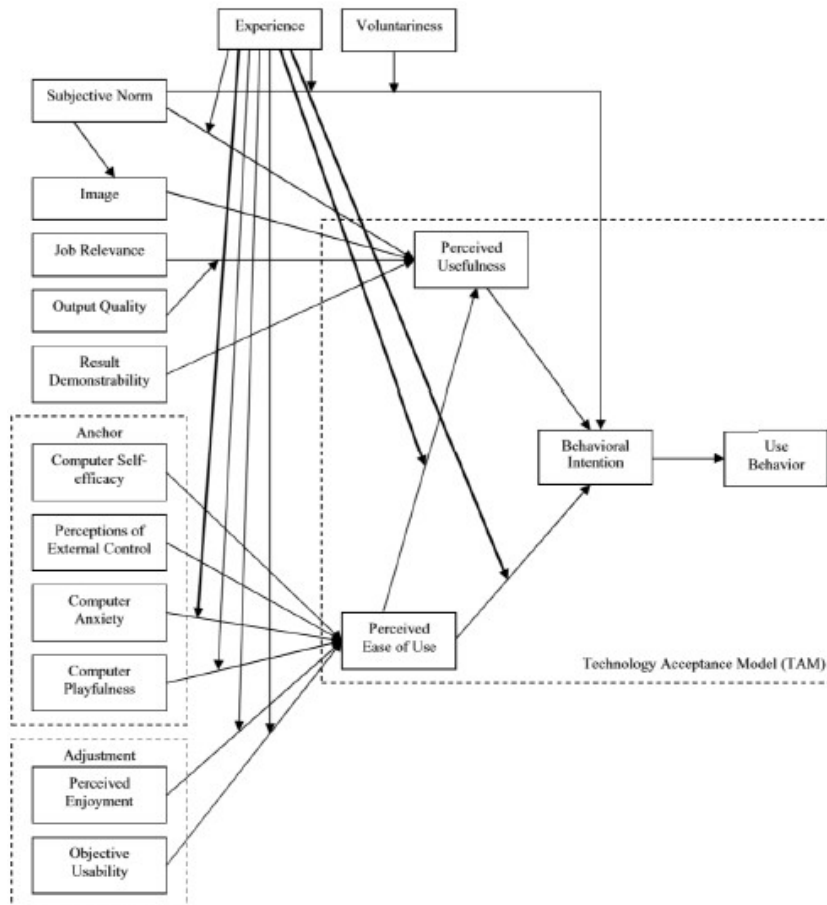 Experience
Voluntariness
Subjective Norm
Image
Job Relevance
Output Quality
Result
Demonstrability
Perceived
Usefulness
Anchor
Computer Self-
efficacy
Perceptions of
External Control
Computer
Anxiety
Computer
Playfulness
Behavioral
Intention
Use
Behavior
Perceived
Ease of Use
Technology Acceptance Model (TAM)
Adjustment
Perceived
Enjoyment
Objective
Usability